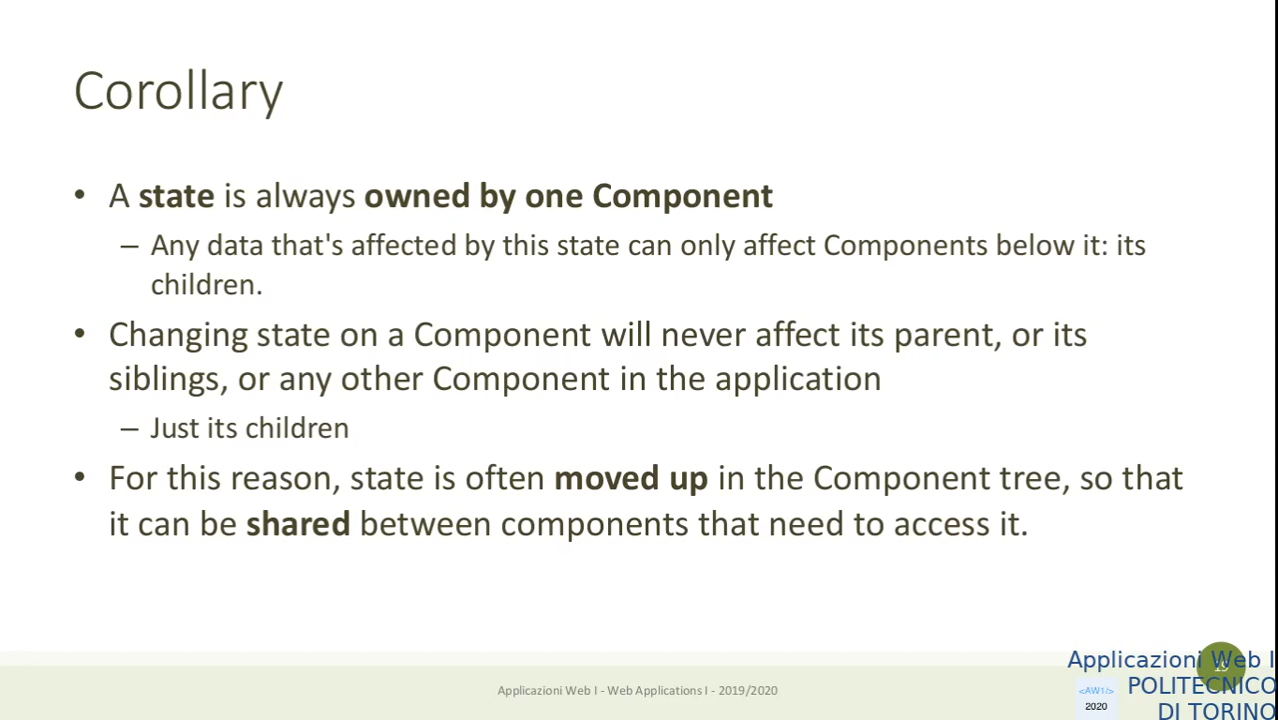 Corollary
• A state is always owned by one Component
– Any data that's affected by this state can only affect Components below it: its
children.
• Changing state on a Component will never affect its parent, or its
siblings, or any other Component in the application
– Just its children
• For this reason, state is often moved up in the Component tree, so that
it can be shared between components that need to access it.
Applicazioni Web I - Web Applications I - 2019/2020
Applicazioni Web I
POLITECNICO
DI TORINO
<AW1/>
2020